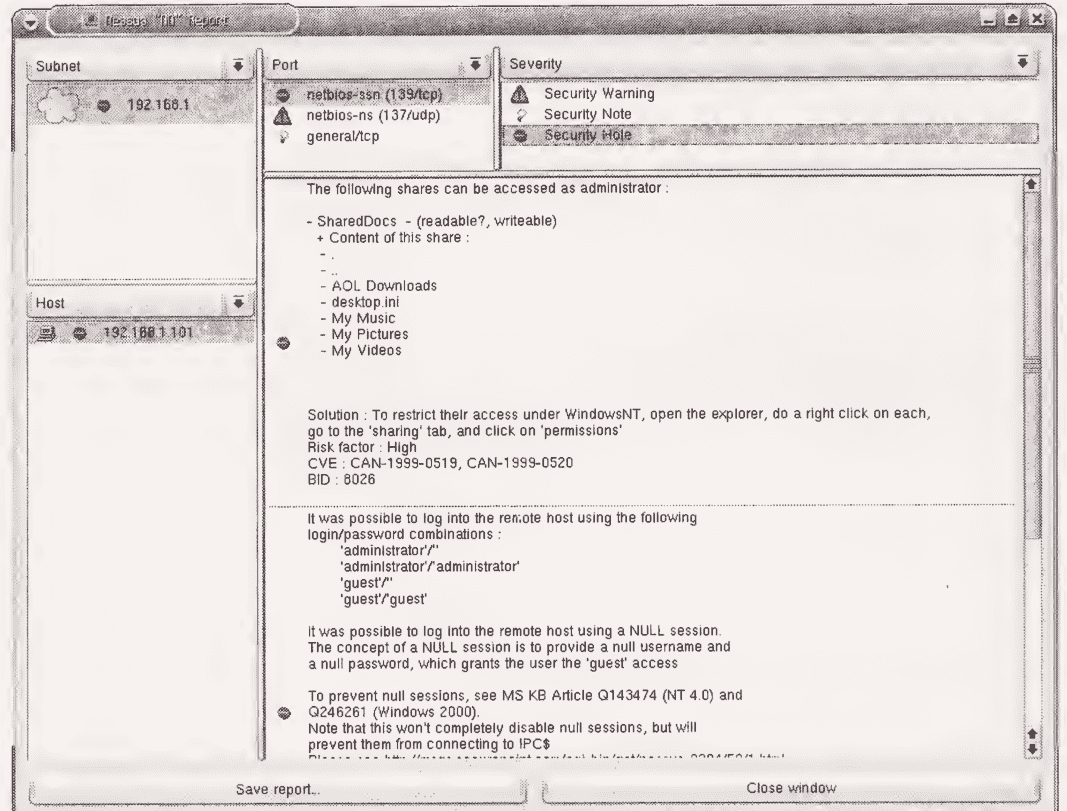 Nessus "NG" Report
Subnet
192.168.1
Port
netbios-ssn (139/tcp)
netbios-ns (137/udp)
general/tcp
Severity
Security Warning
Security Note
Security Hole
Host
192.168.1.101
The following shares can be accessed as administrator :
- SharedDocs - (readable?, writeable)
+ Content of this share :
- .
- ..
- AOL Downloads
- desktop.ini
- My Music
- My Pictures
- My Videos
Solution : To restrict their access under WindowsNT, open the explorer, do a right click on each,
go to the 'sharing' tab, and click on 'permissions'
Risk factor : High
CVE : CAN-1999-0519, CAN-1999-0520
BID : 8026
It was possible to log into the remote host using the following
login/password combinations :
'administrator'/''
'administrator'/'administrator'
'guest'/''
'guest'/'guest'
It was possible to log into the remote host using a NULL session.
The concept of a NULL session is to provide a null username and
a null password, which grants the user the 'guest' access
To prevent null sessions, see MS KB Article Q143474 (NT 4.0) and
Q246261 (Windows 2000).
Note that this won't completely disable null sessions, but will
prevent them from connecting to IPC$
Please see
Save report...
Close window